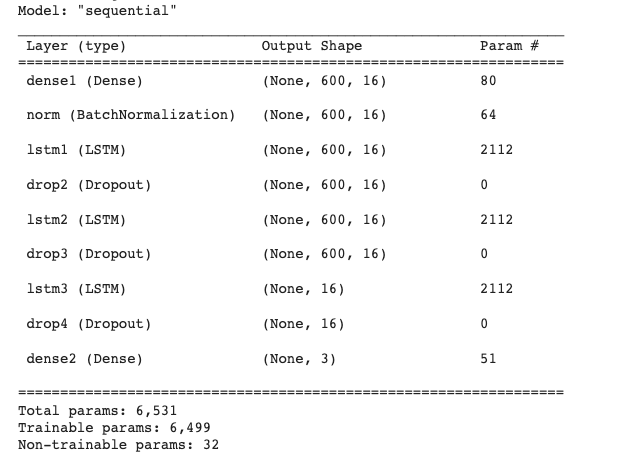 Model: "sequential"
Layer (type) Output Shape Param #
dense1 (Dense) (None, 600, 16) 80
norm (BatchNormalization) (None, 600, 16) 64
lstm1 (LSTM) (None, 600, 16) 2112
drop2 (Dropout) (None, 600, 16) 0
lstm2 (LSTM) (None, 600, 16) 2112
drop3 (Dropout) (None, 600, 16) 0
lstm3 (LSTM) (None, 16) 2112
drop4 (Dropout) (None, 16) 0
dense2 (Dense) (None, 3) 51
Total params: 6,531
Trainable params: 6,499
Non-trainable params: 32